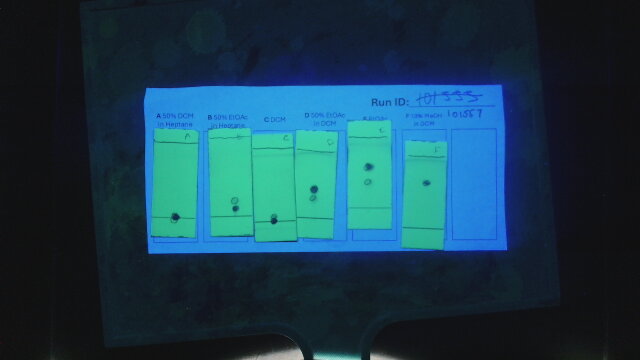 Run ID: 101555
101557
A 50% DCM
in Heptane
B 50% EtOAc
in Heptane
C DCM
D 50% EtOAc
in DCM
E EtOAc
F 10% MeOH
in DCM
A
C
D
E
F